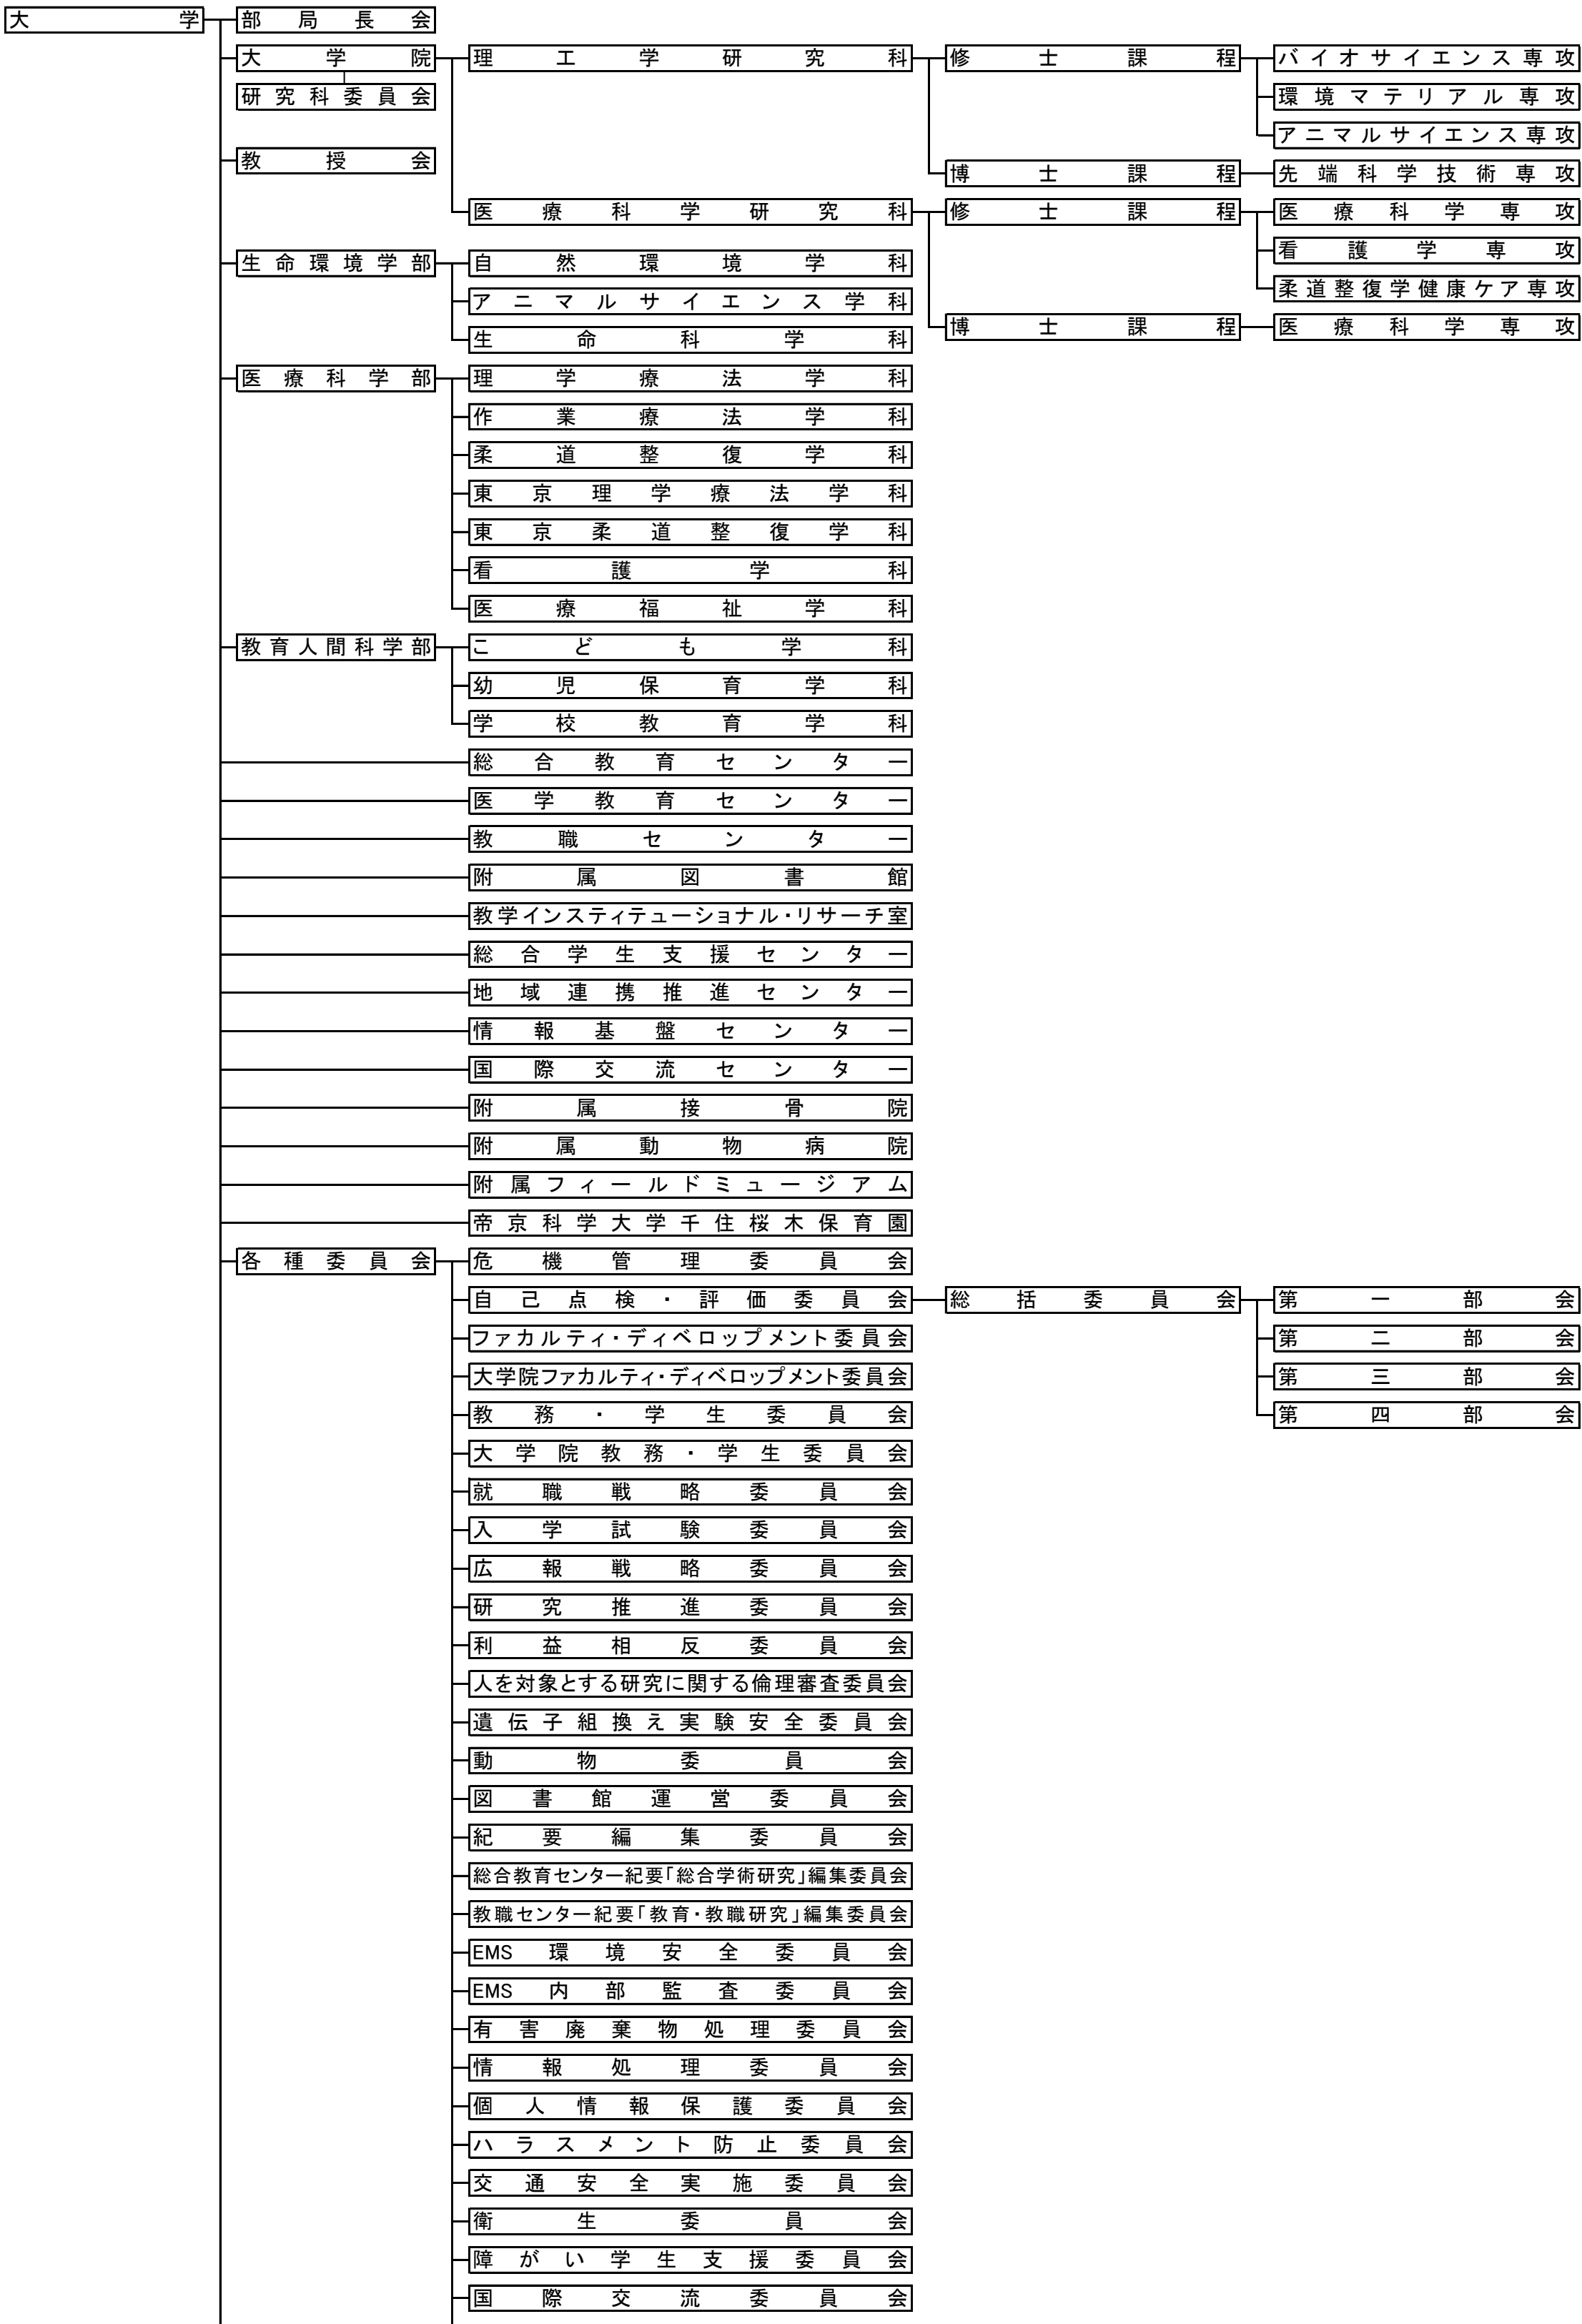 大学 部局長会
大学院 理工学研究科 修士課程 バイオサイエンス専攻
研究科委員会 環境マテリアル専攻
アニマルサイエンス専攻
教授会
博士課程 先端科学技術専攻
医療科学研究科 修士課程 医療科学専攻
看護学専攻
生命環境学部 自然環境学科
柔道整復学健康ケア専攻
アニマルサイエンス学科
博士課程 医療科学専攻
生命科学科
医療科学部 理学療法学科
作業療法学科
柔道整復学科
東京理学療法学科
東京柔道整復学科
看護学科
医療福祉学科
教育人間科学部 こども学科
幼児保育学科
学校教育学科
総合教育センター
医学教育センター
教職センター
附属図書館
教学インスティテューショナル・リサーチ室
総合学生支援センター
地域連携推進センター
情報基盤センター
国際交流センター
附属接骨院
附属動物病院
附属フィールドミュージアム
帝京科学大学千住桜木保育園
各種委員会 危機管理委員会
自己点検・評価委員会 総括委員会 第一部会
ファカルティ・ディベロップメント委員会 第二部会
大学院ファカルティ・ディベロップメント委員会 第三部会
教務・学生委員会 第四部会
大学院教務・学生委員会
就職戦略委員会
入学試験委員会
広報戦略委員会
研究推進委員会
利益相反委員会
人を対象とする研究に関する倫理審査委員会
遺伝子組換え実験安全委員会
動物委員会
図書館運営委員会
紀要編集委員会
総合教育センター紀要「総合学術研究」編集委員会
教職センター紀要「教育・教職研究」編集委員会
EMS環境安全委員会
EMS内部監査委員会
有害廃棄物処理委員会
情報処理委員会
個人情報保護委員会
ハラスメント防止委員会
交通安全実施委員会
衛生委員会
障がい学生支援委員会
国際交流委員会